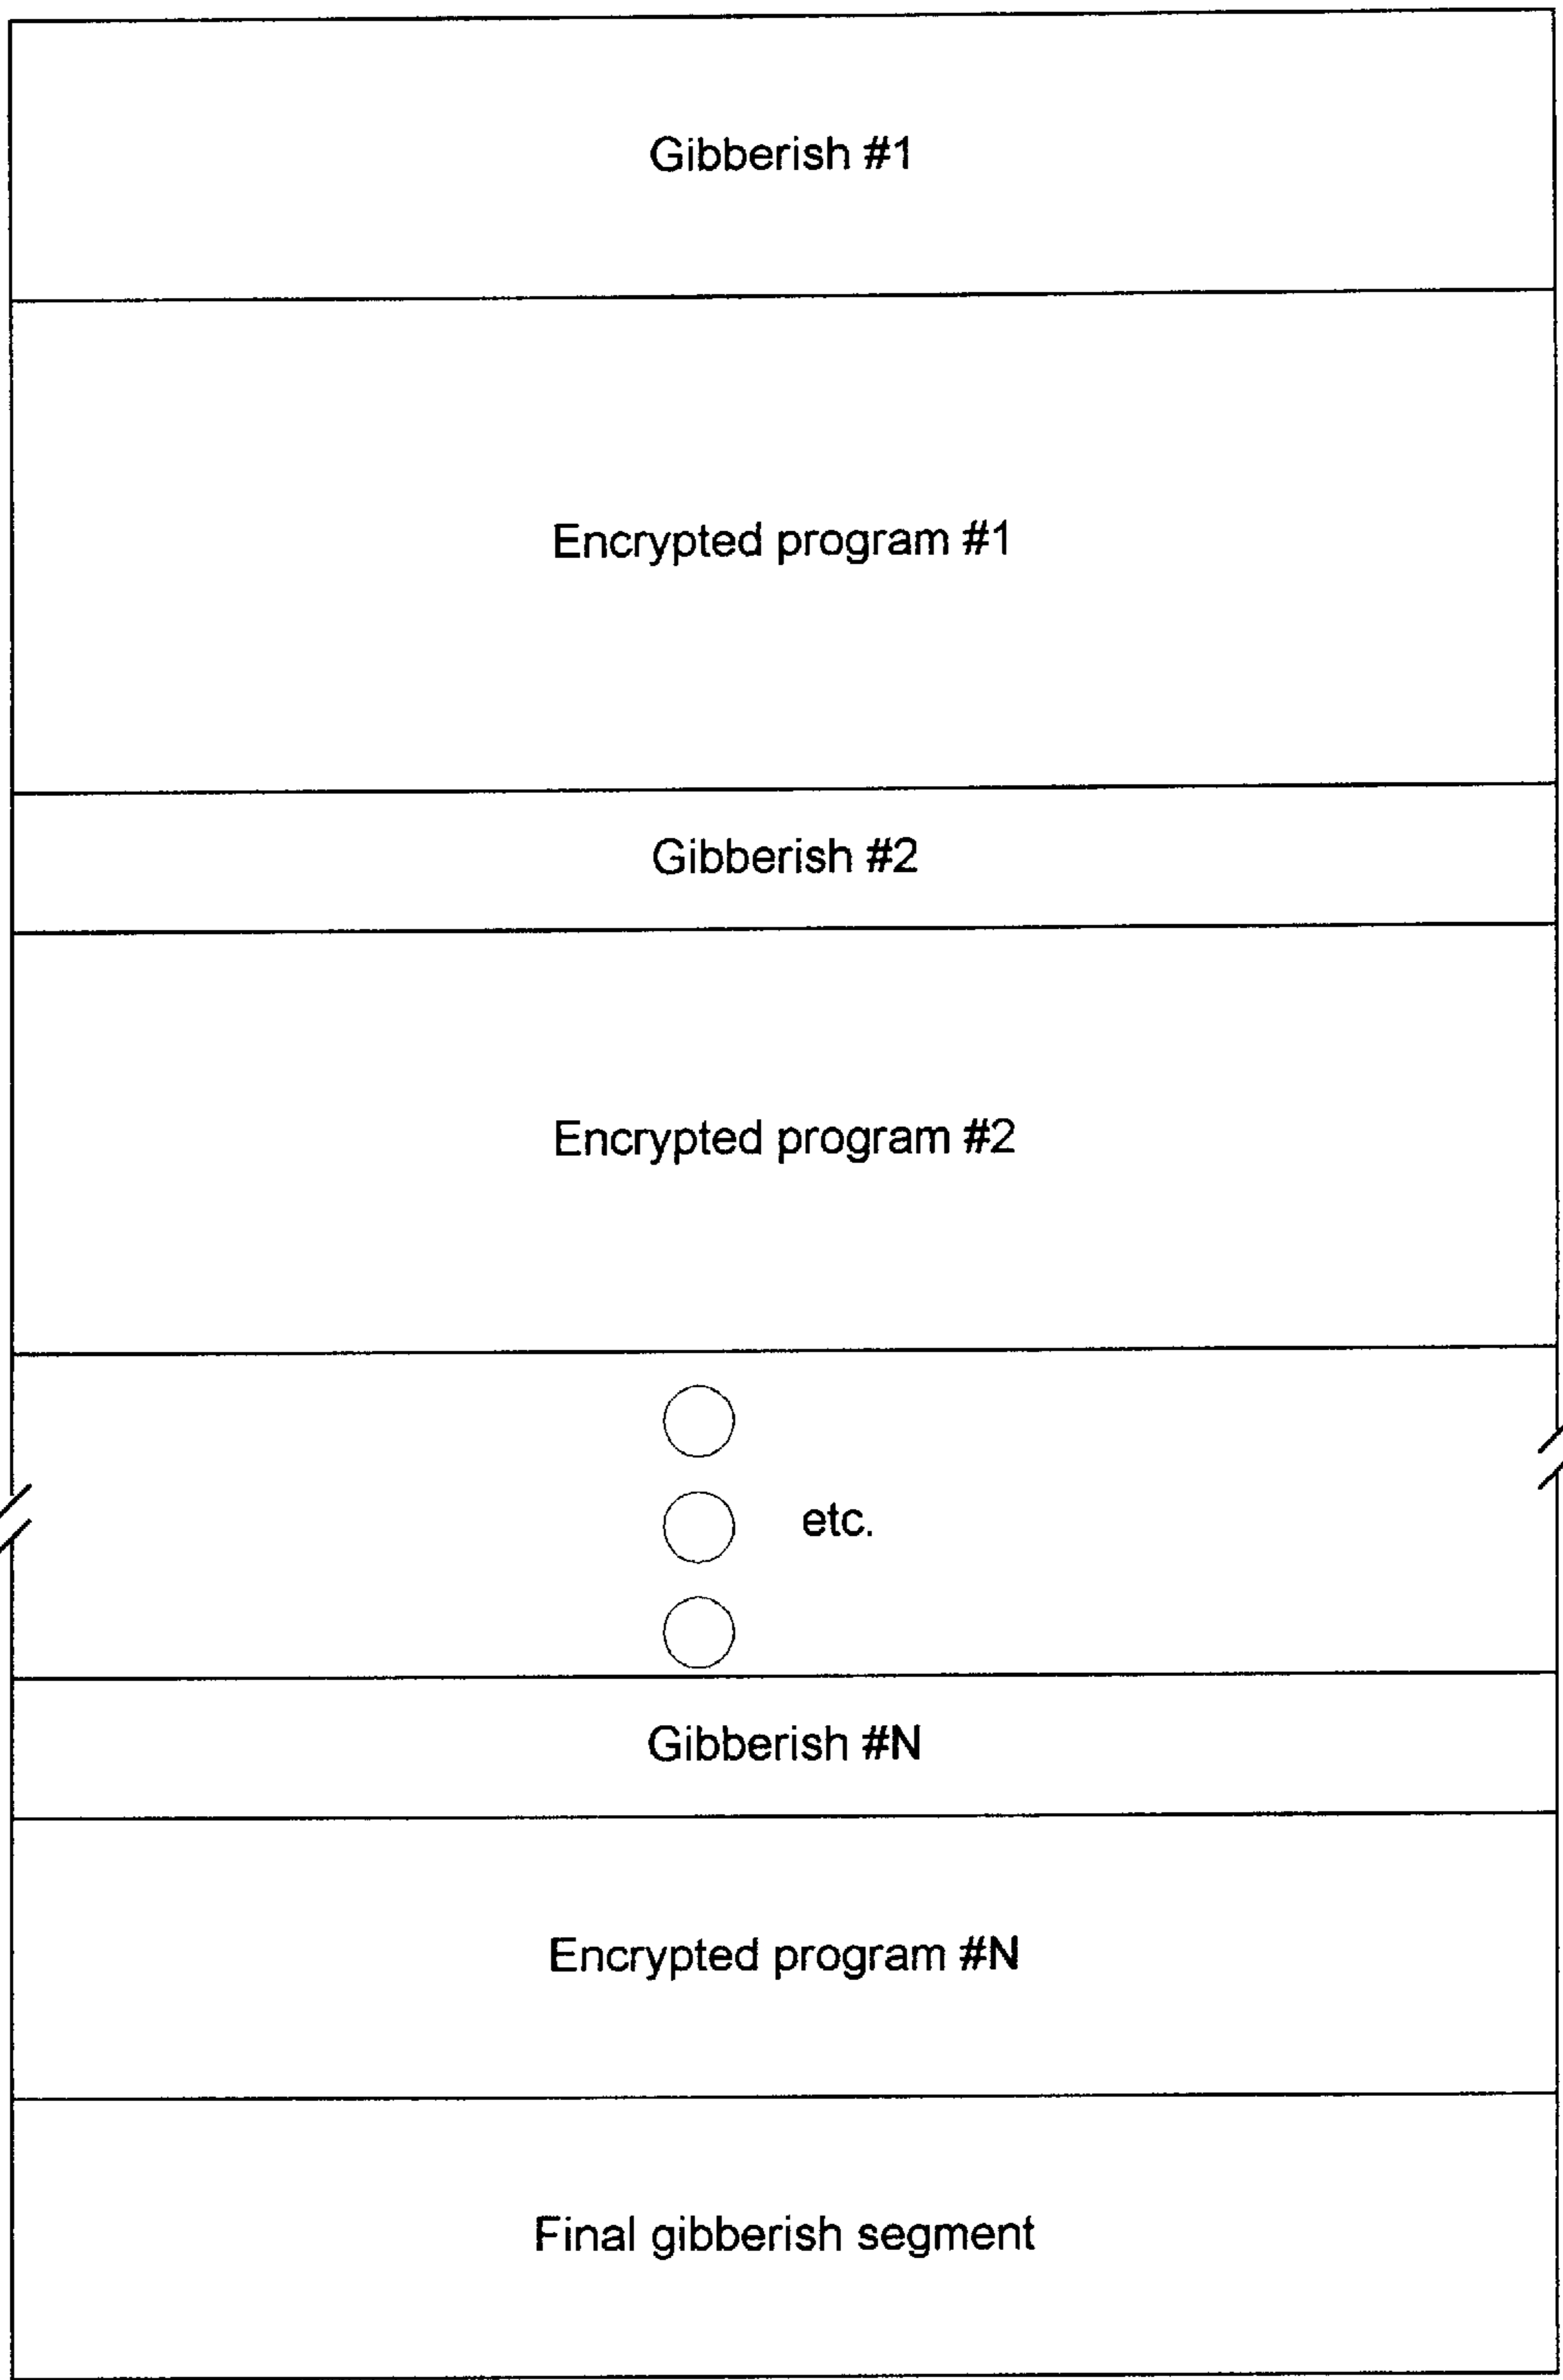 Gibberish #1
Encrypted program #1
Gibberish #2
Encrypted program #2
etc.
Gibberish #N
Encrypted program #N
Final gibberish segment